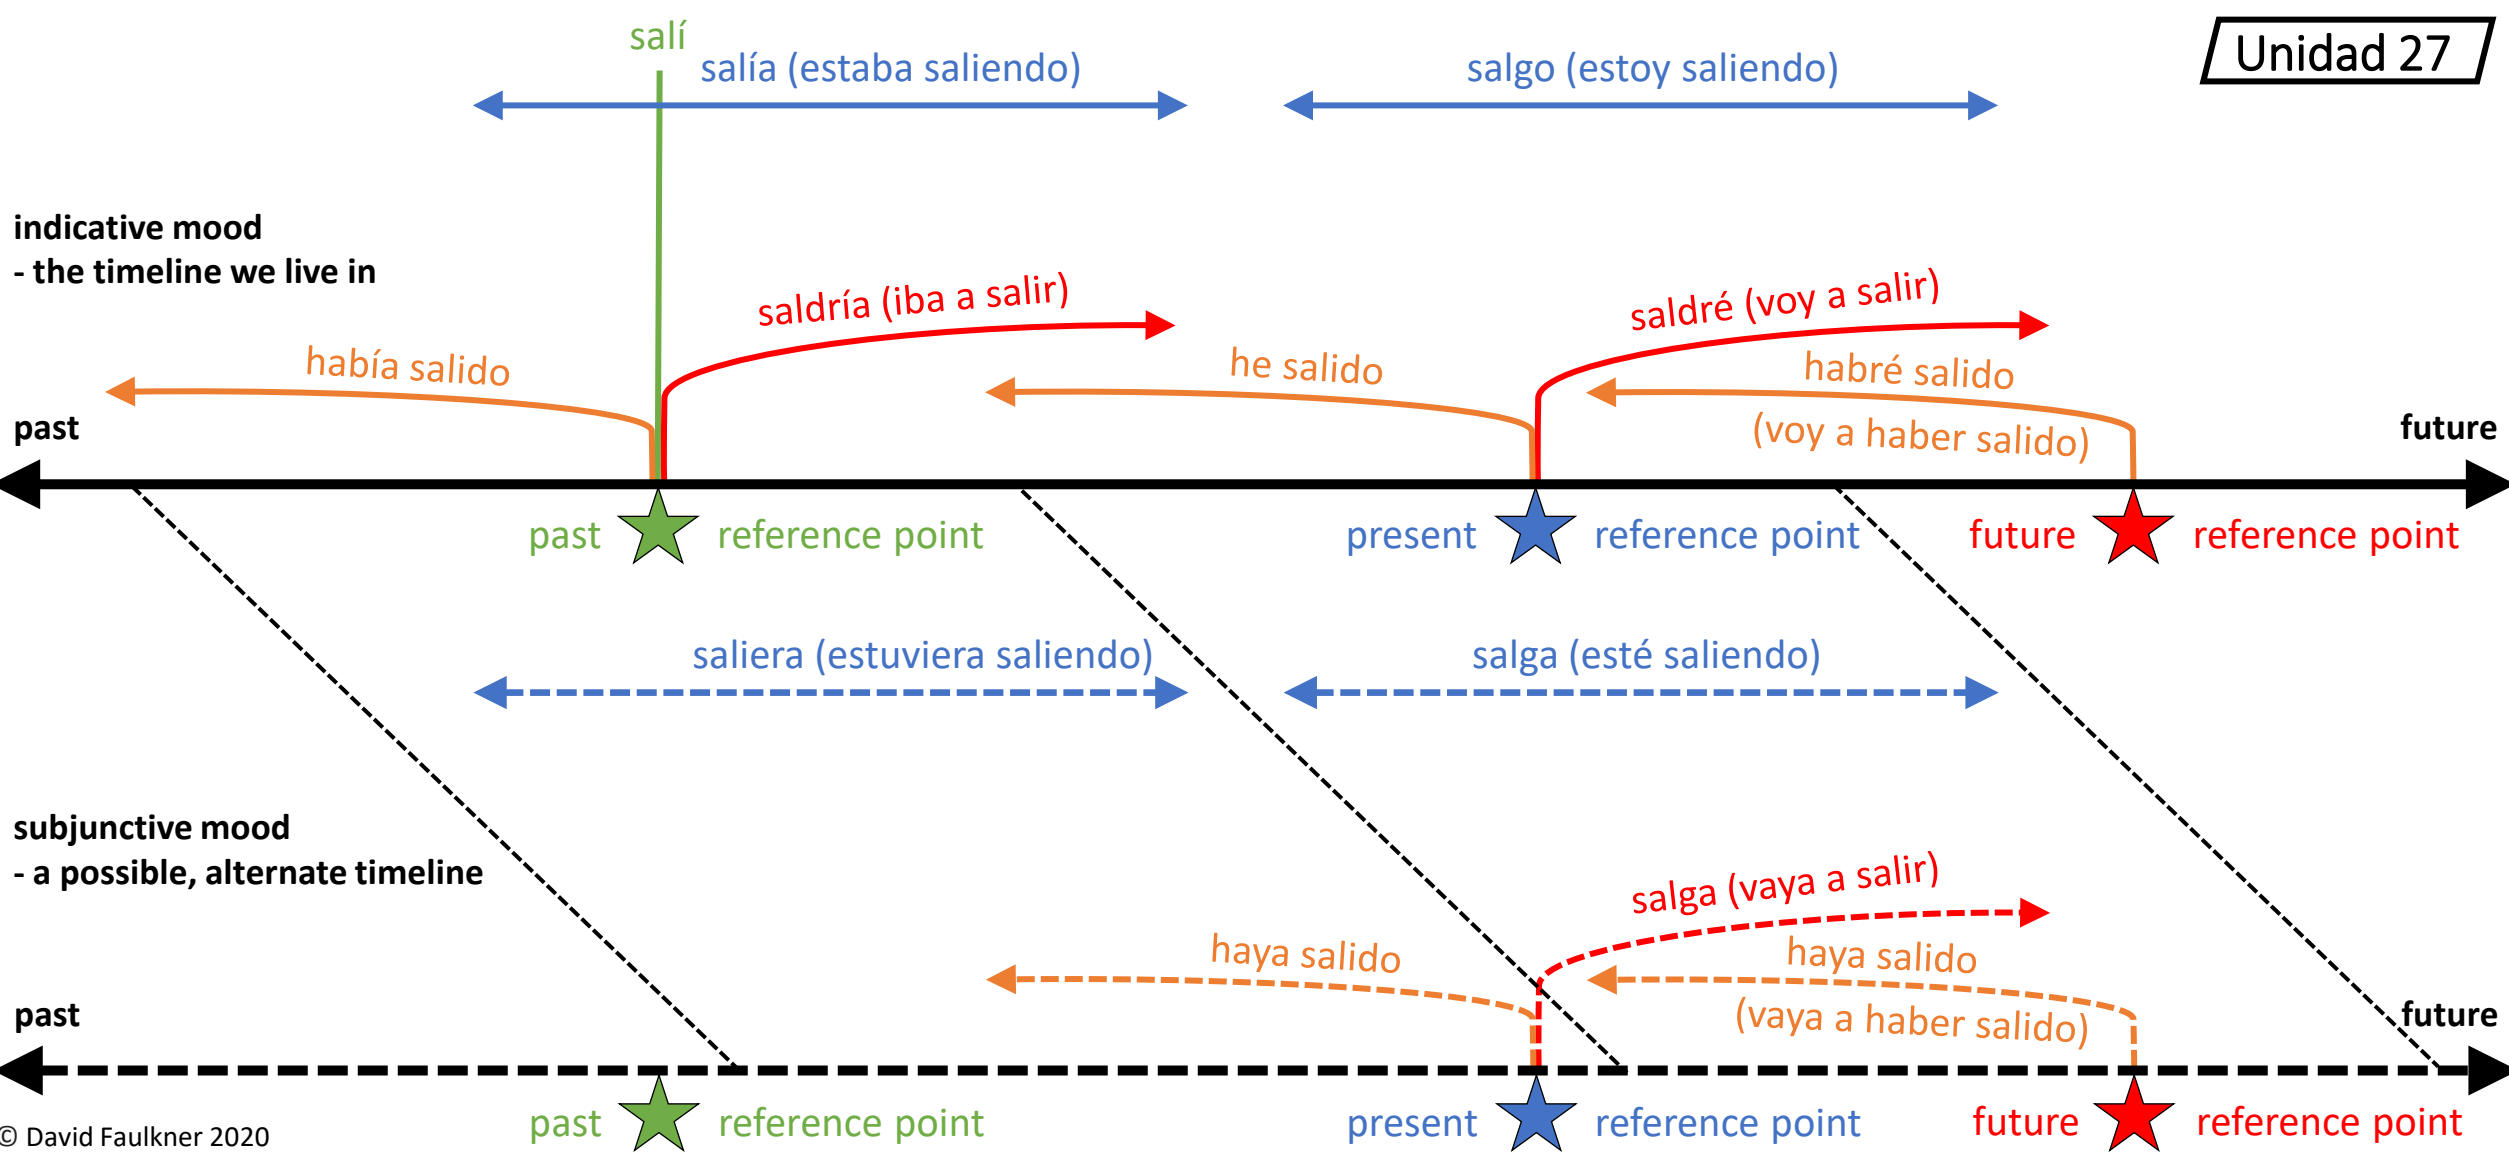 salí
salía (estaba saliendo)
salgo (estoy saliendo)
Unidad 27
indicative mood
- the timeline we live in
saldría (iba a salir)
saldré (voy a salir)
había salido
he salido
habré salido
(voy a haber salido)
past
future
past reference point
present reference point
future reference point
saliera (estuviera saliendo)
salga (esté saliendo)
subjunctive mood
- a possible, alternate timeline
salga (vaya a salir)
haya salido
haya salido
(vaya a haber salido)
past
future
past reference point
present reference point
future reference point
© David Faulkner 2020